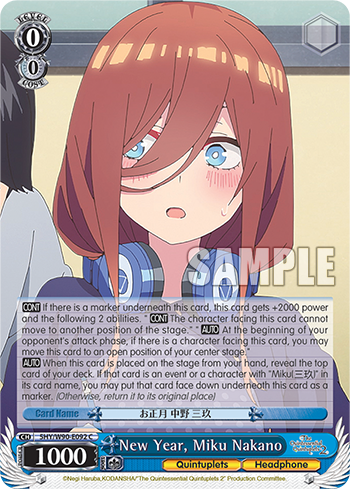 LEVEL
0
0
COST
SAMPLE
CONT If there is a marker underneath this card, this card gets +2000 power
and the following 2 abilities. " CONT The character facing this card cannot
move to another position of the stage." " AUTO At the beginning of your
opponent's attack phase, if there is a character facing this card, you may
move this card to an open position of your center stage."
AUTO When this card is placed on the stage from your hand, reveal the top
card of your deck. If that card is an event or a character with "Miku(三玖)" in
its card name, you may put that card face down underneath this card as a
marker. (Otherwise, return it to its original place)
Card Name お正月 中野 三玖
CH SHY/W90-E092 C
New Year, Miku Nakano
POWER 1000
Quintuplets Headphone
The Quintessential Quintuplets 2
©Negi Haruba,KODANSHA/"The Quintessential Quintuplets 2" Production Committee.